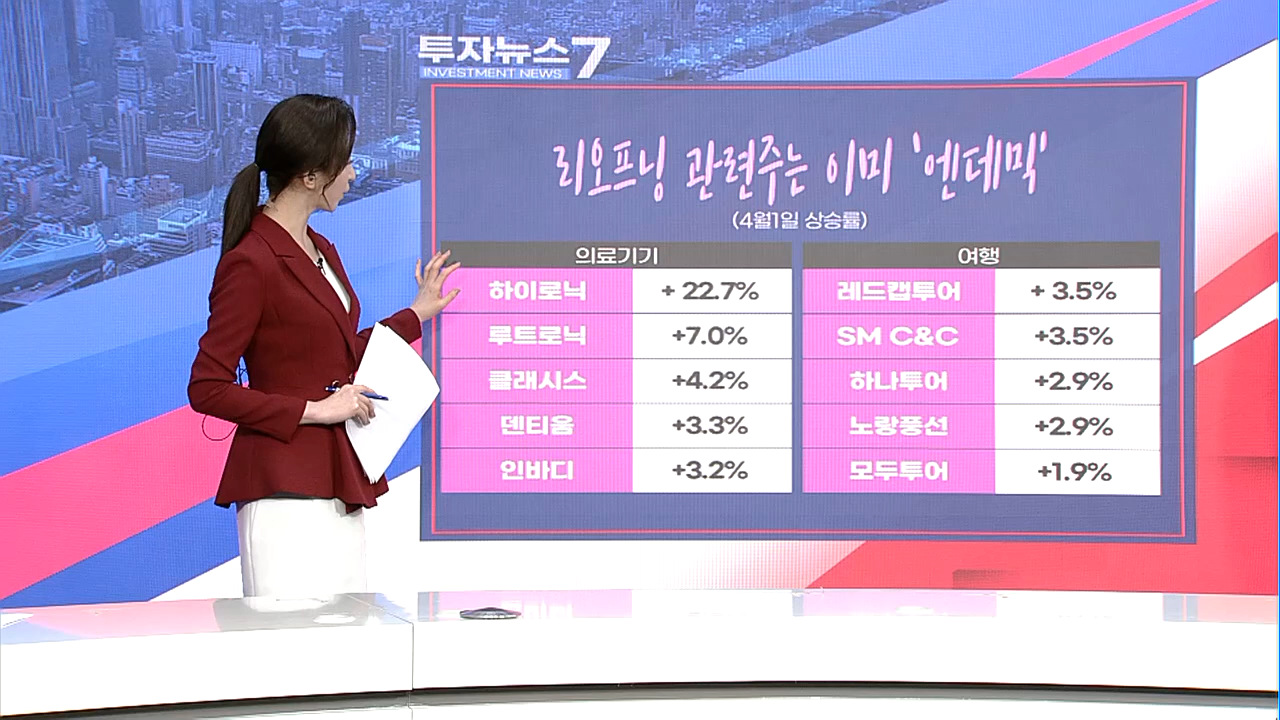 투자뉴스7
INVESTMENT NEWS
리오프닝 관련주는 이미 '엔데믹'
(4월1일 상승률)
의료기기
하이로닉 + 22.7%
루트로닉 +7.0%
클래시스 +4.2%
덴티움 +3.3%
인바디 +3.2%
여행
레드캡투어 + 3.5%
SM C&C +3.5%
하나투어 +2.9%
노랑풍선 +2.9%
모두투어 +1.9%